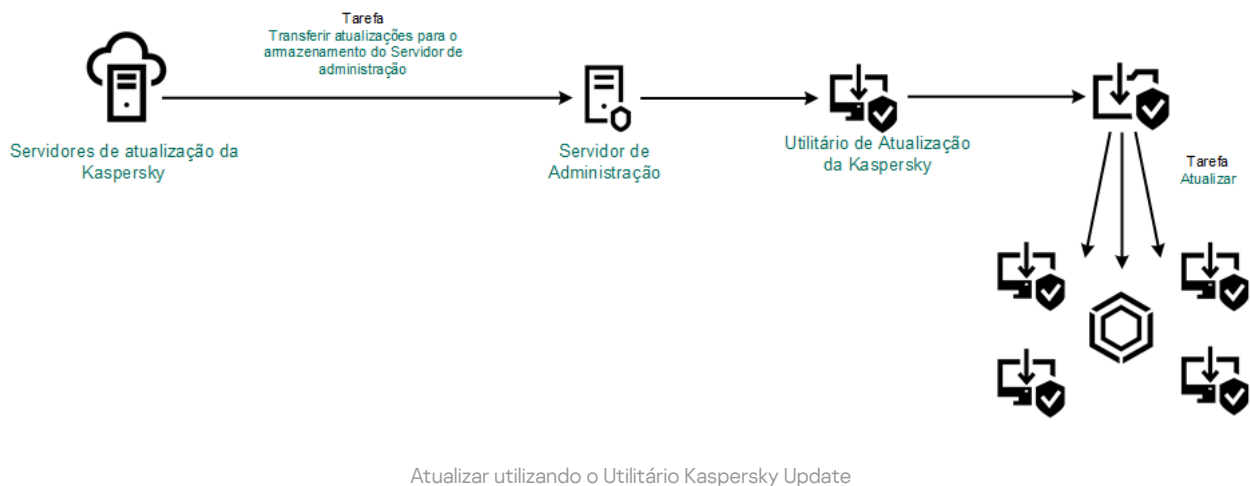 Tarefa
Transferir atualizações para o
armazenamento do Servidor de
administração
Servidores de atualização da
Kaspersky
Servidor de
Administração
Utilitário de Atualização
da Kaspersky
Tarefa
Atualizar
Atualizar utilizando o Utilitário Kaspersky Update